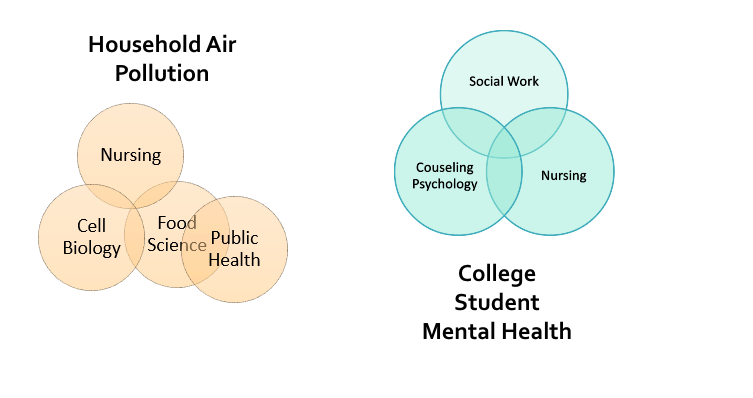 Household Air
Pollution
Nursing
Cell
Biology
Food
Science
Public
Health
Social Work
Couseling
Psychology
Nursing
College
Student
Mental Health